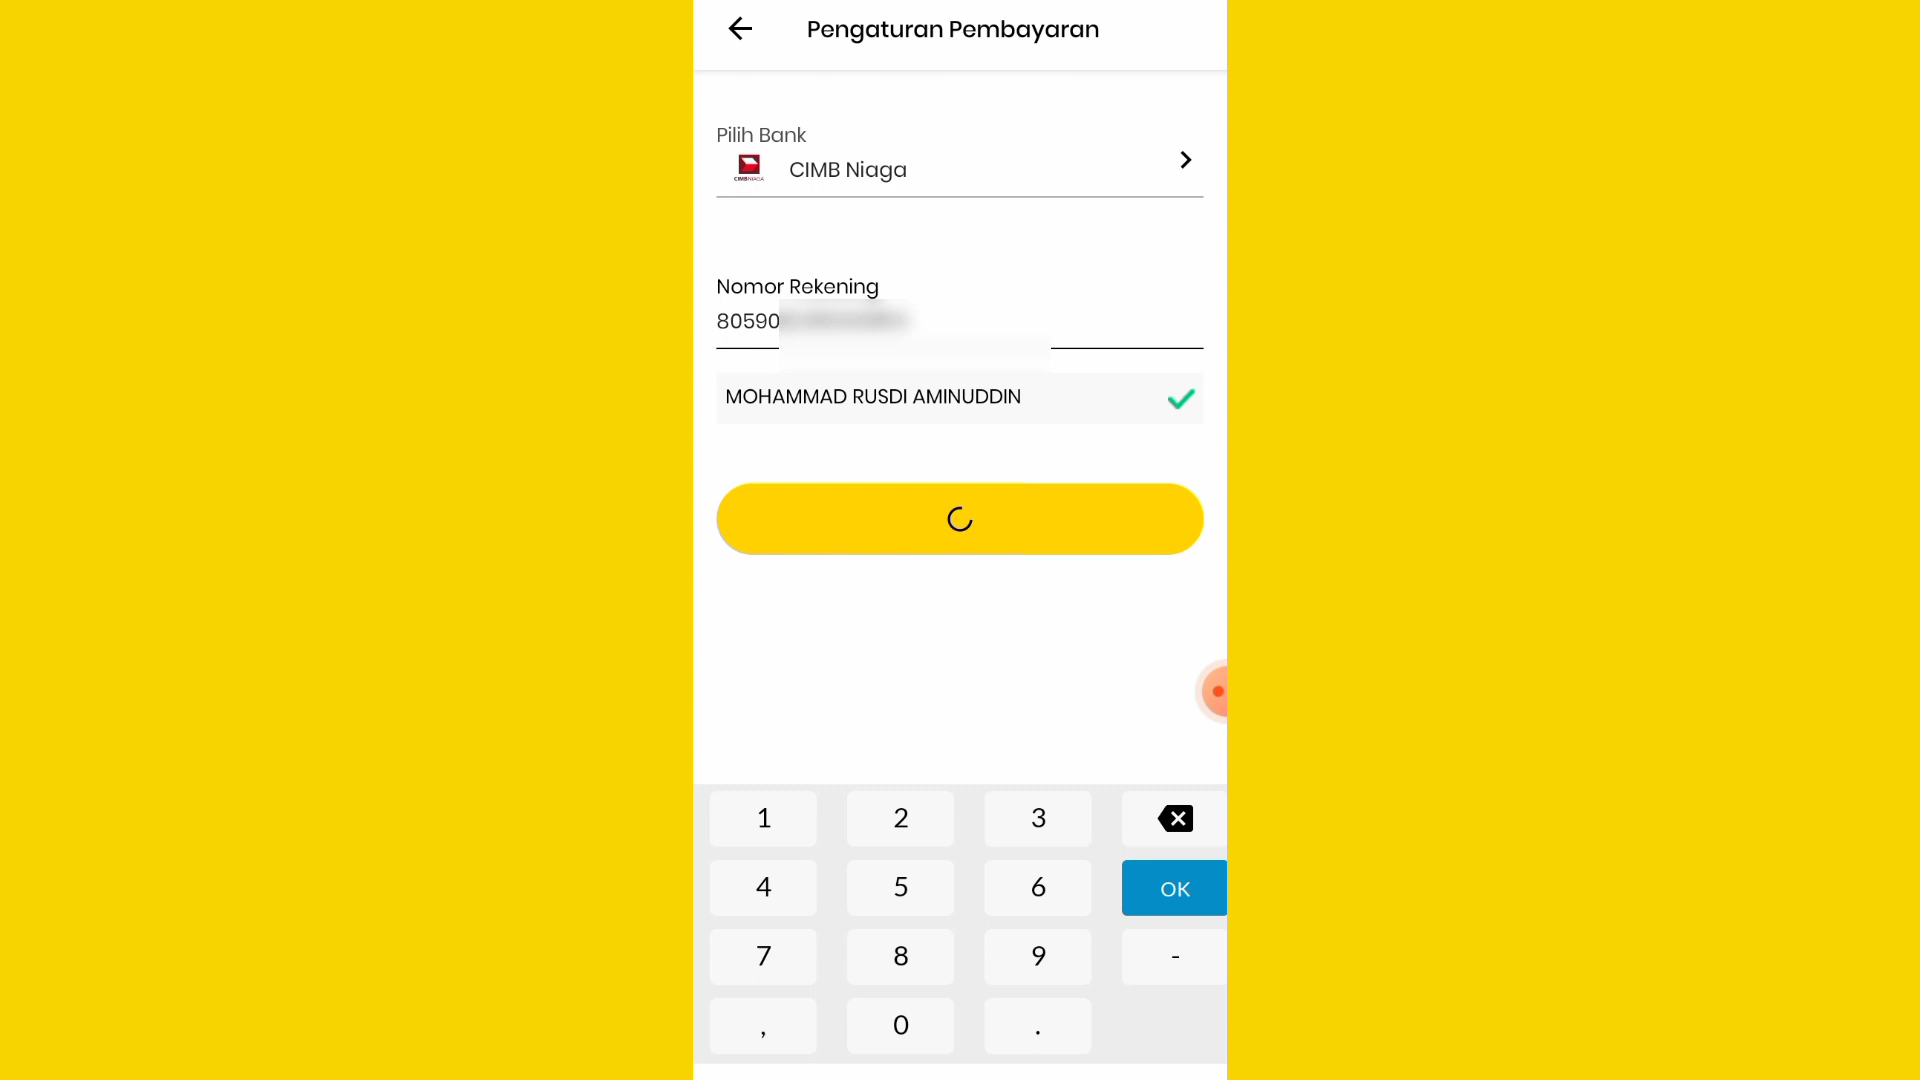 Pengaturan Pembayaran
Pilih Bank
CIMB NIAGA
CIMB Niaga
Nomor Rekening
80590
MOHAMMAD RUSDI AMINUDDIN
1 2 3
4 5 6 OK
7 8 9 -
, 0 .